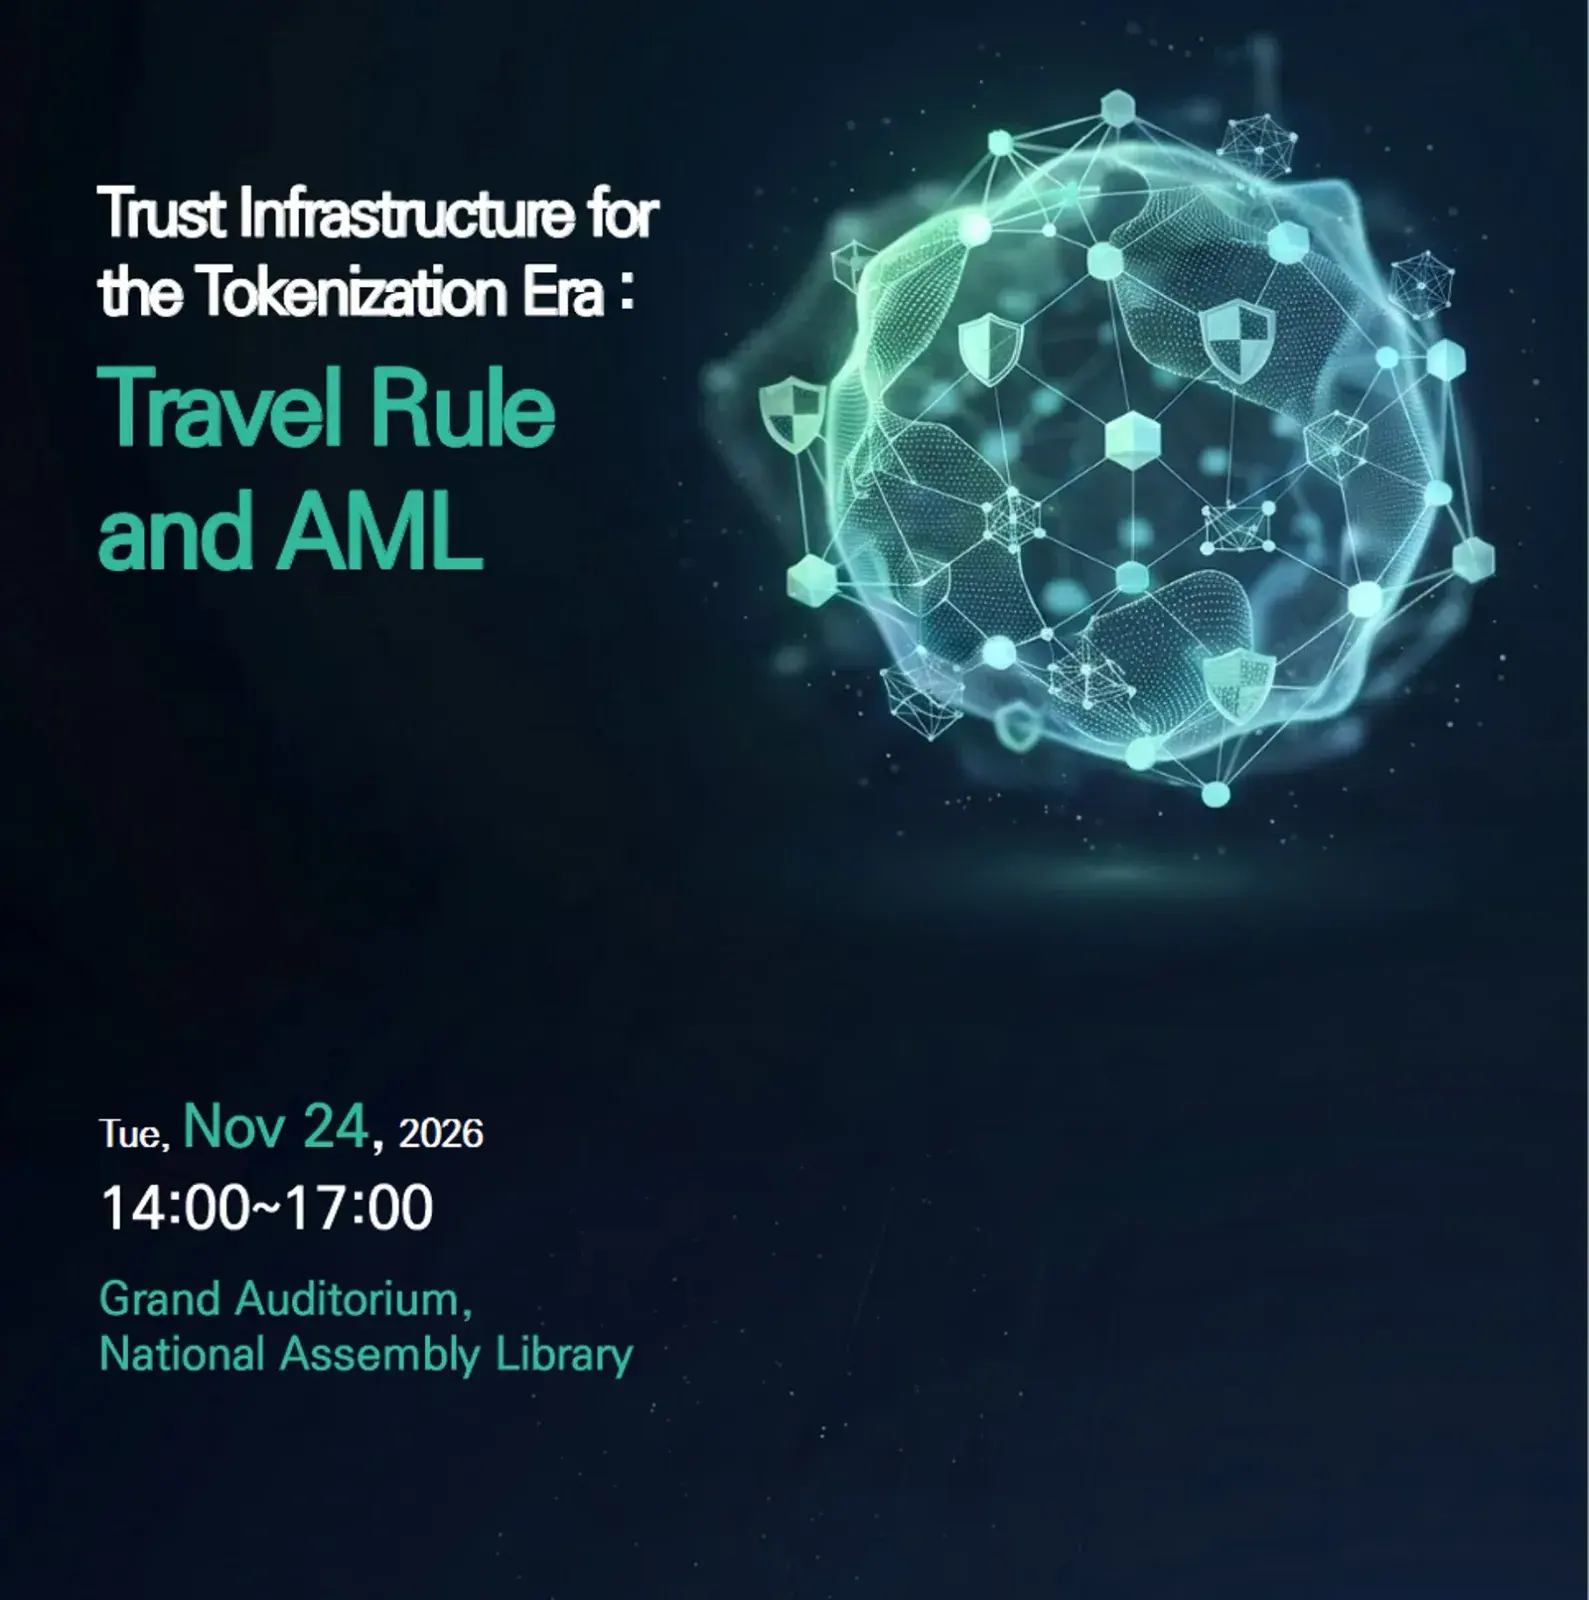 Trust Infrastructure for
the Tokenization Era :
Travel Rule
and AML
Tue, Nov 24, 2026
14:00~17:00
Grand Auditorium,
National Assembly Library